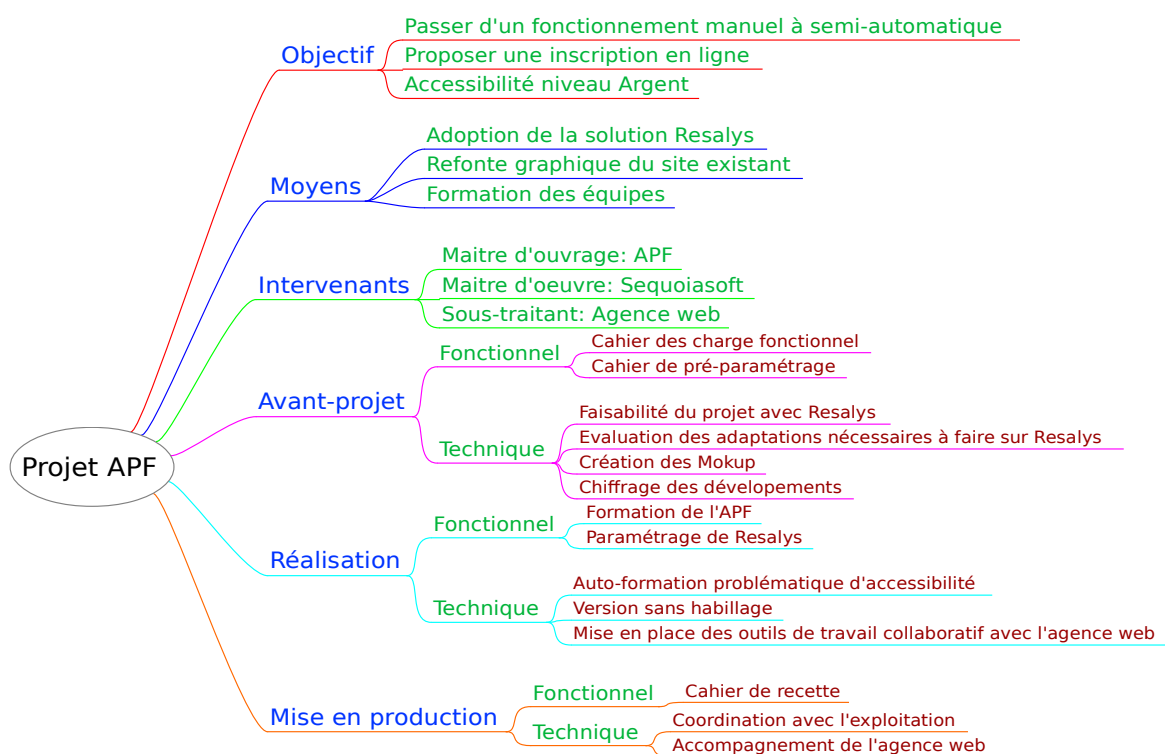 Projet APF
Objectif
Passer d'un fonctionnement manuel à semi-automatique
Proposer une inscription en ligne
Accessibilité niveau Argent
Moyens
Adoption de la solution Resalys
Refonte graphique du site existant
Formation des équipes
Intervenants
Maitre d'ouvrage: APF
Maitre d'oeuvre: Sequoiasoft
Sous-traitant: Agence web
Avant-projet
Fonctionnel
Cahier des charge fonctionnel
Cahier de pré-paramétrage
Technique
Faisabilité du projet avec Resalys
Evaluation des adaptations nécessaires à faire sur Resalys
Création des Mokup
Chiffrage des dévelopements
Réalisation
Fonctionnel
Formation de l'APF
Paramétrage de Resalys
Technique
Auto-formation problématique d'accessibilité
Version sans habillage
Mise en place des outils de travail collaboratif avec l'agence web
Mise en production
Fonctionnel
Cahier de recette
Technique
Coordination avec l'exploitation
Accompagnement de l'agence web